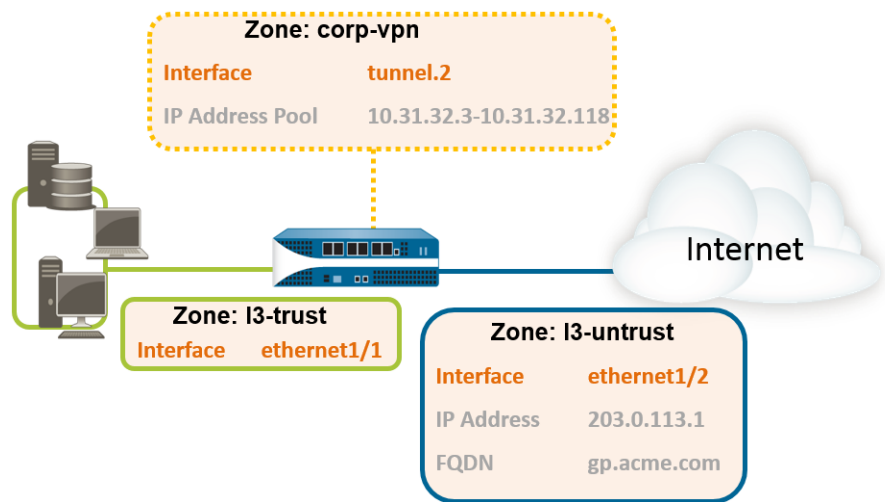 Zone: corp-vpn
Interface tunnel.2
IP Address Pool 10.31.32.3-10.31.32.118
Internet
Zone: l3-trust
Interface ethernet1/1
Zone: l3-untrust
Interface ethernet1/2
IP Address 203.0.113.1
FQDN gp.acme.com